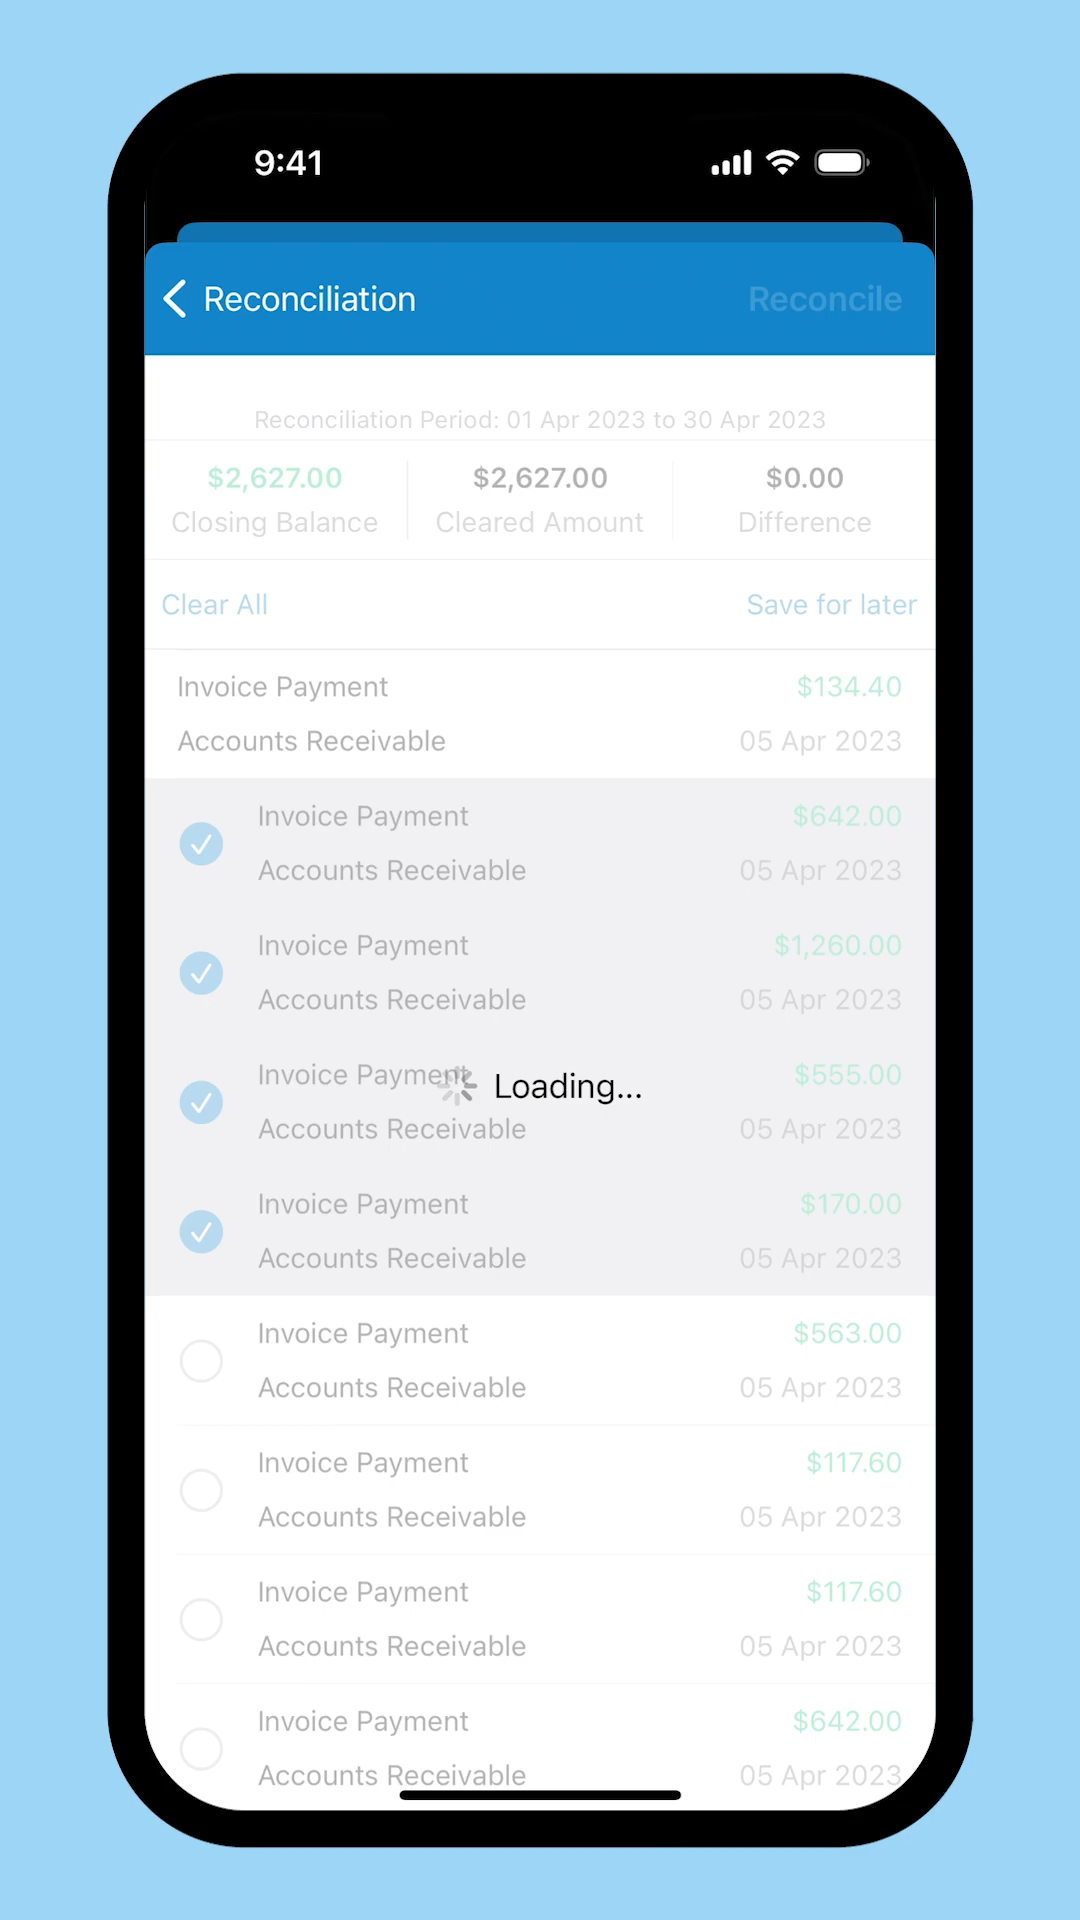 9:41
Reconciliation Reconcile
Reconciliation Period: 01 Apr 2023 to 30 Apr 2023
$2,627.00 $2,627.00 $0.00
Closing Balance Cleared Amount Difference
Clear All Save for later
Invoice Payment $134.40
Accounts Receivable 05 Apr 2023
Invoice Payment $642.00
Accounts Receivable 05 Apr 2023
Invoice Payment $1,260.00
Accounts Receivable 05 Apr 2023
Invoice Payment $555.00
Loading...
Accounts Receivable 05 Apr 2023
Invoice Payment $170.00
Accounts Receivable 05 Apr 2023
Invoice Payment $563.00
Accounts Receivable 05 Apr 2023
Invoice Payment $117.60
Accounts Receivable 05 Apr 2023
Invoice Payment $117.60
Accounts Receivable 05 Apr 2023
Invoice Payment $642.00
Accounts Receivable 05 Apr 2023